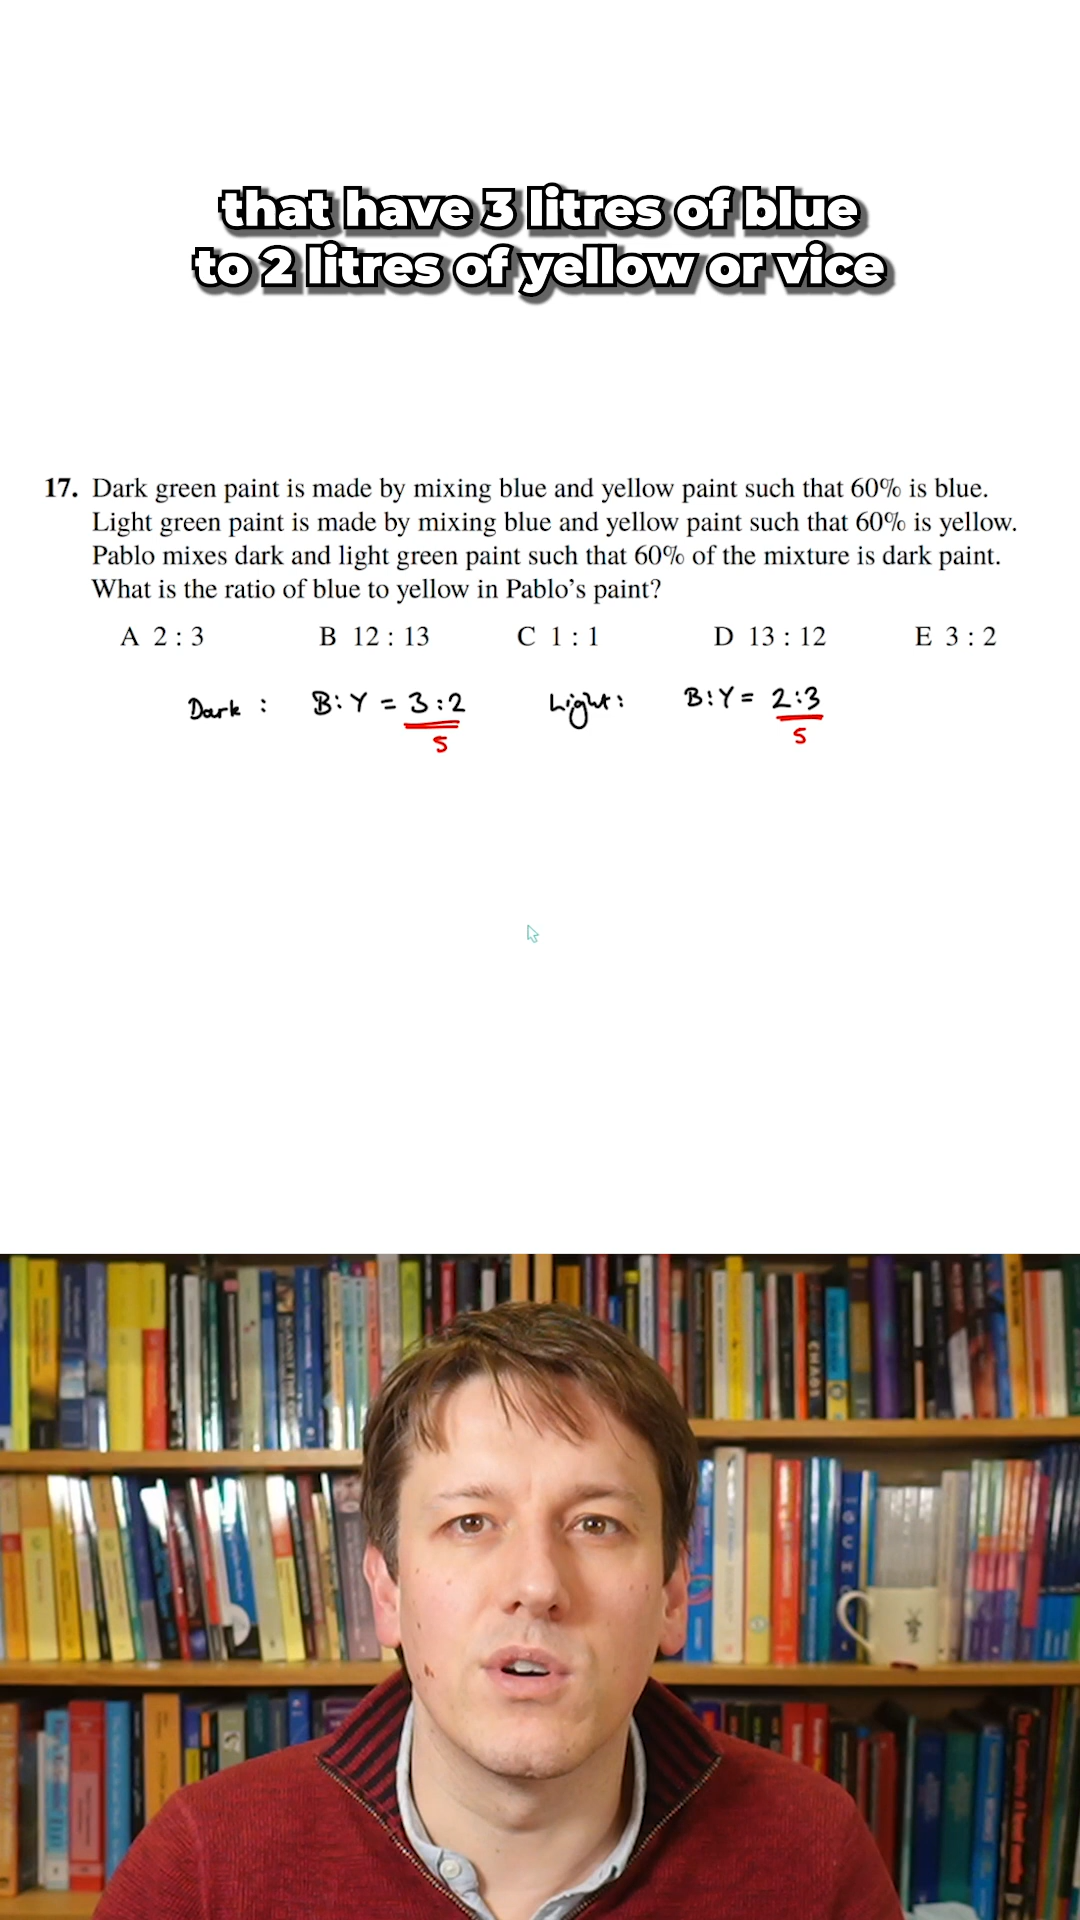 that have 3 litres of blue
to 2 litres of yellow or vice
17. Dark green paint is made by mixing blue and yellow paint such that 60% is blue.
Light green paint is made by mixing blue and yellow paint such that 60% is yellow.
Pablo mixes dark and light green paint such that 60% of the mixture is dark paint.
What is the ratio of blue to yellow in Pablo's paint?
A 2 : 3 B 12 : 13 C 1 : 1 D 13 : 12 E 3 : 2
Dark : B:Y = 3:2 Light: B:Y = 2:3
5 5
CHAOS